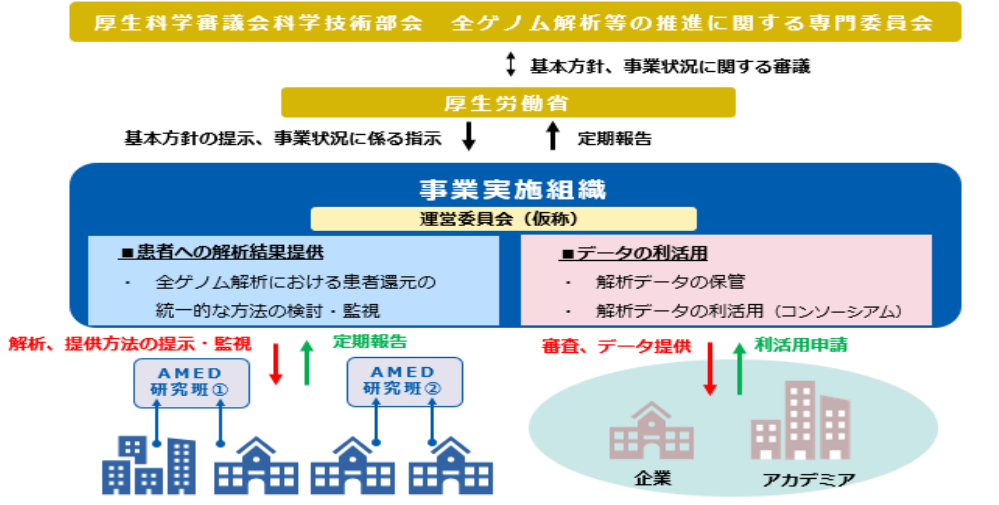 厚生科学審議会科学技術部会　全ゲノム解析等の推進に関する専門委員会
基本方針、事業状況に関する審議
厚生労働省
基本方針の提示、事業状況に係る指示
定期報告
事業実施組織
運営委員会（仮称）
■患者への解析結果提供
・　全ゲノム解析における患者還元の
統一的な方法の検討・監視
■データの利活用
・　解析データの保管
・　解析データの利活用（コンソーシアム）
解析、提供方法の提示・監視
定期報告
審査、データ提供
利活用申請
AMED
研究班①
AMED
研究班②
企業
アカデミア